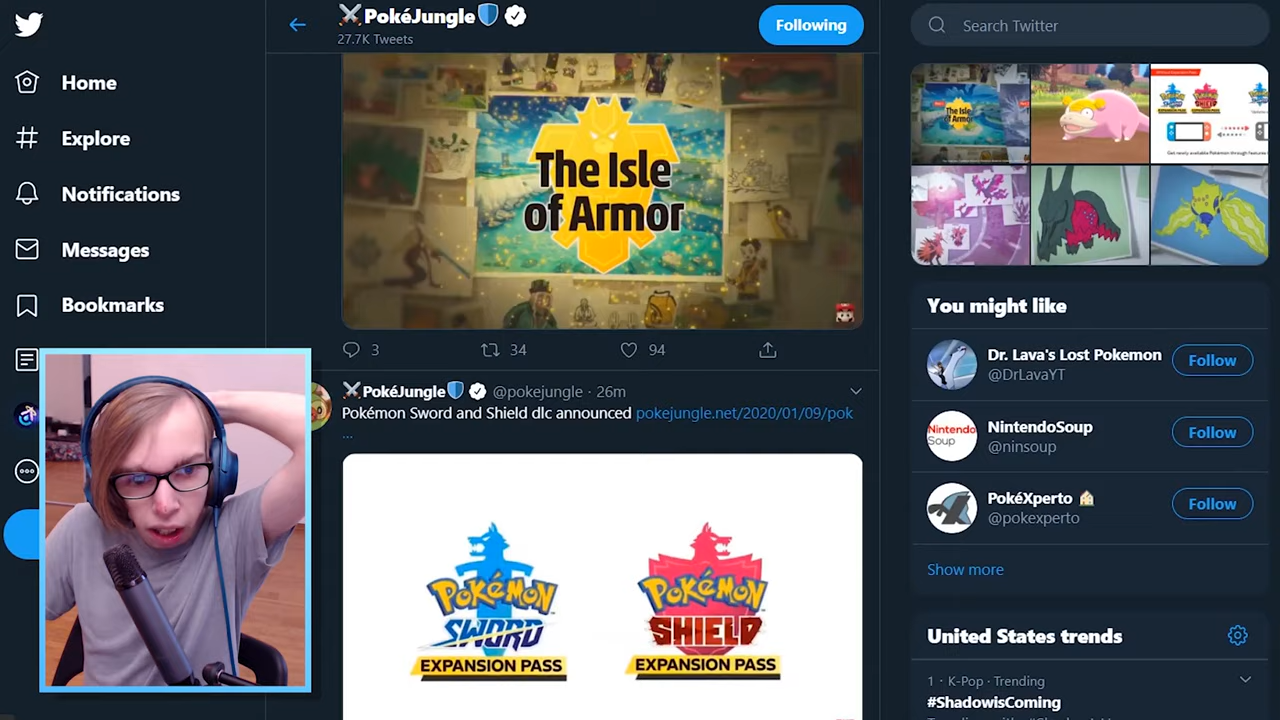 PokéJungle
27.7K Tweets
Following
Search Twitter
Home
Explore
Notifications
Messages
Bookmarks
The Isle
of Armor
3
34
94
PokéJungle @pokejungle · 26m
Pokémon Sword and Shield dlc announced pokejungle.net/2020/01/09/pok
...
POKéMON
SWORD
EXPANSION PASS
POKéMON
SHIELD
EXPANSION PASS
You might like
Dr. Lava's Lost Pokemon
@DrLavaYT
Follow
Nintendo
Soup
NintendoSoup
@ninsoup
Follow
PokéXperto
@pokexperto
Follow
Show more
United States trends
1 · K-Pop · Trending
#ShadowisComing